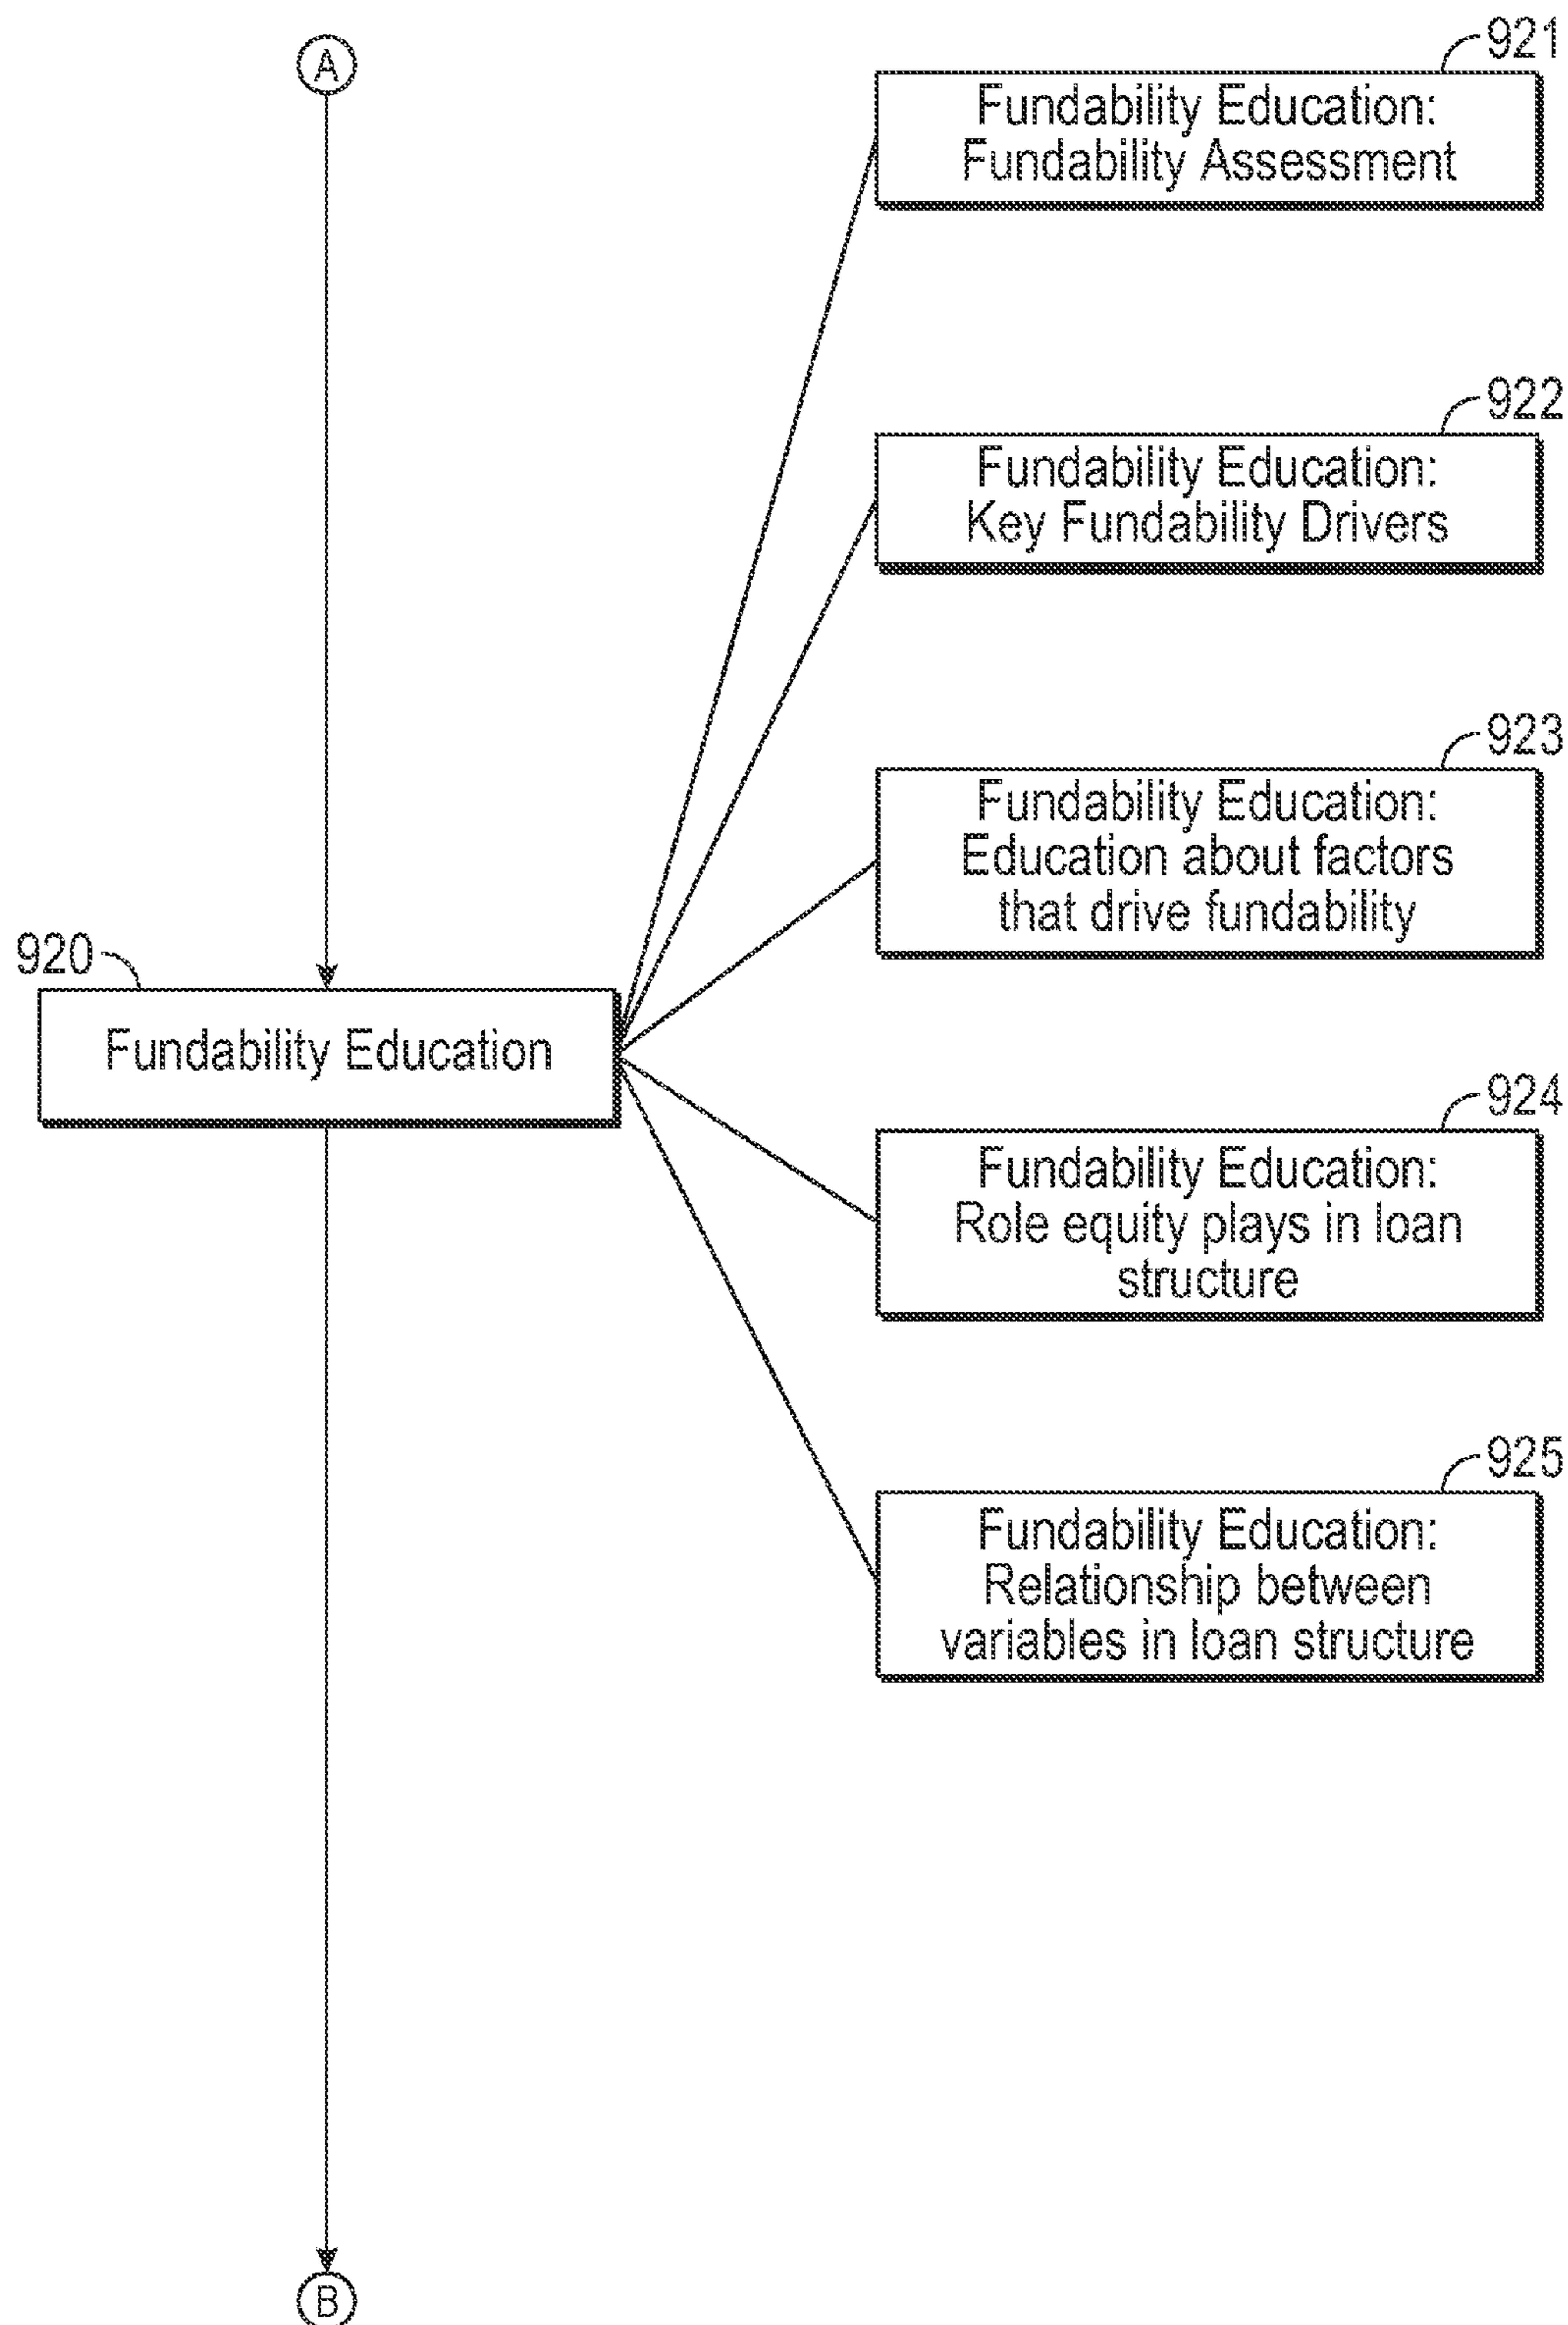 A
921
Fundability Education:
Fundability Assessment
922
Fundability Education:
Key Fundability Drivers
923
Fundability Education:
Education about factors
that drive fundability
920
Fundability Education
924
Fundability Education:
Role equity plays in loan
structure
925
Fundability Education:
Relationship between
variables in loan structure
B